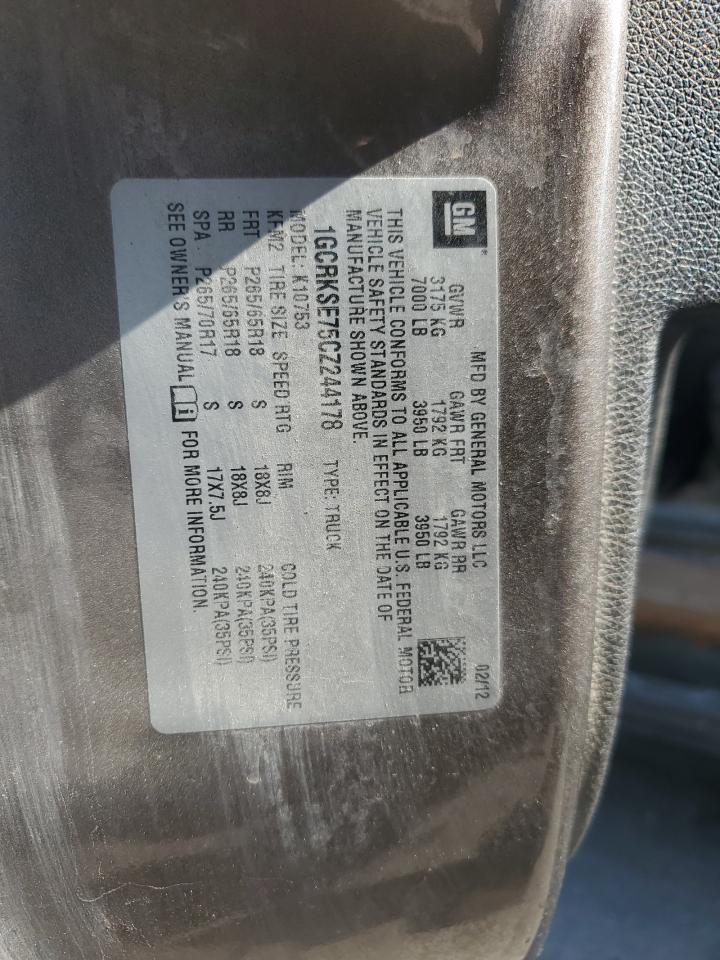 GM
MFD BY GENERAL MOTORS LLC 02/12
GVWR GAWR FRT GAWR RR
3175 KG 1792 KG 1792 KG
7000 LB 3950 LB 3950 LB
THIS VEHICLE CONFORMS TO ALL APPLICABLE U.S. FEDERAL MOTOR
VEHICLE SAFETY STANDARDS IN EFFECT ON THE DATE OF
MANUFACTURE SHOWN ABOVE.
1GCRKSE75CZ244178 TYPE: TRUCK
MODEL: K10753
KFM2 TIRE SIZE SPEED RTG RIM COLD TIRE PRESSURE
FRT P265/65R18 S 18X8J 240KPA(35PSI)
RR P265/65R18 S 18X8J 240KPA(35PSI)
SPA P265/70R17 S 17X7.5J 240KPA(35PSI)
SEE OWNER'S MANUAL FOR MORE INFORMATION.